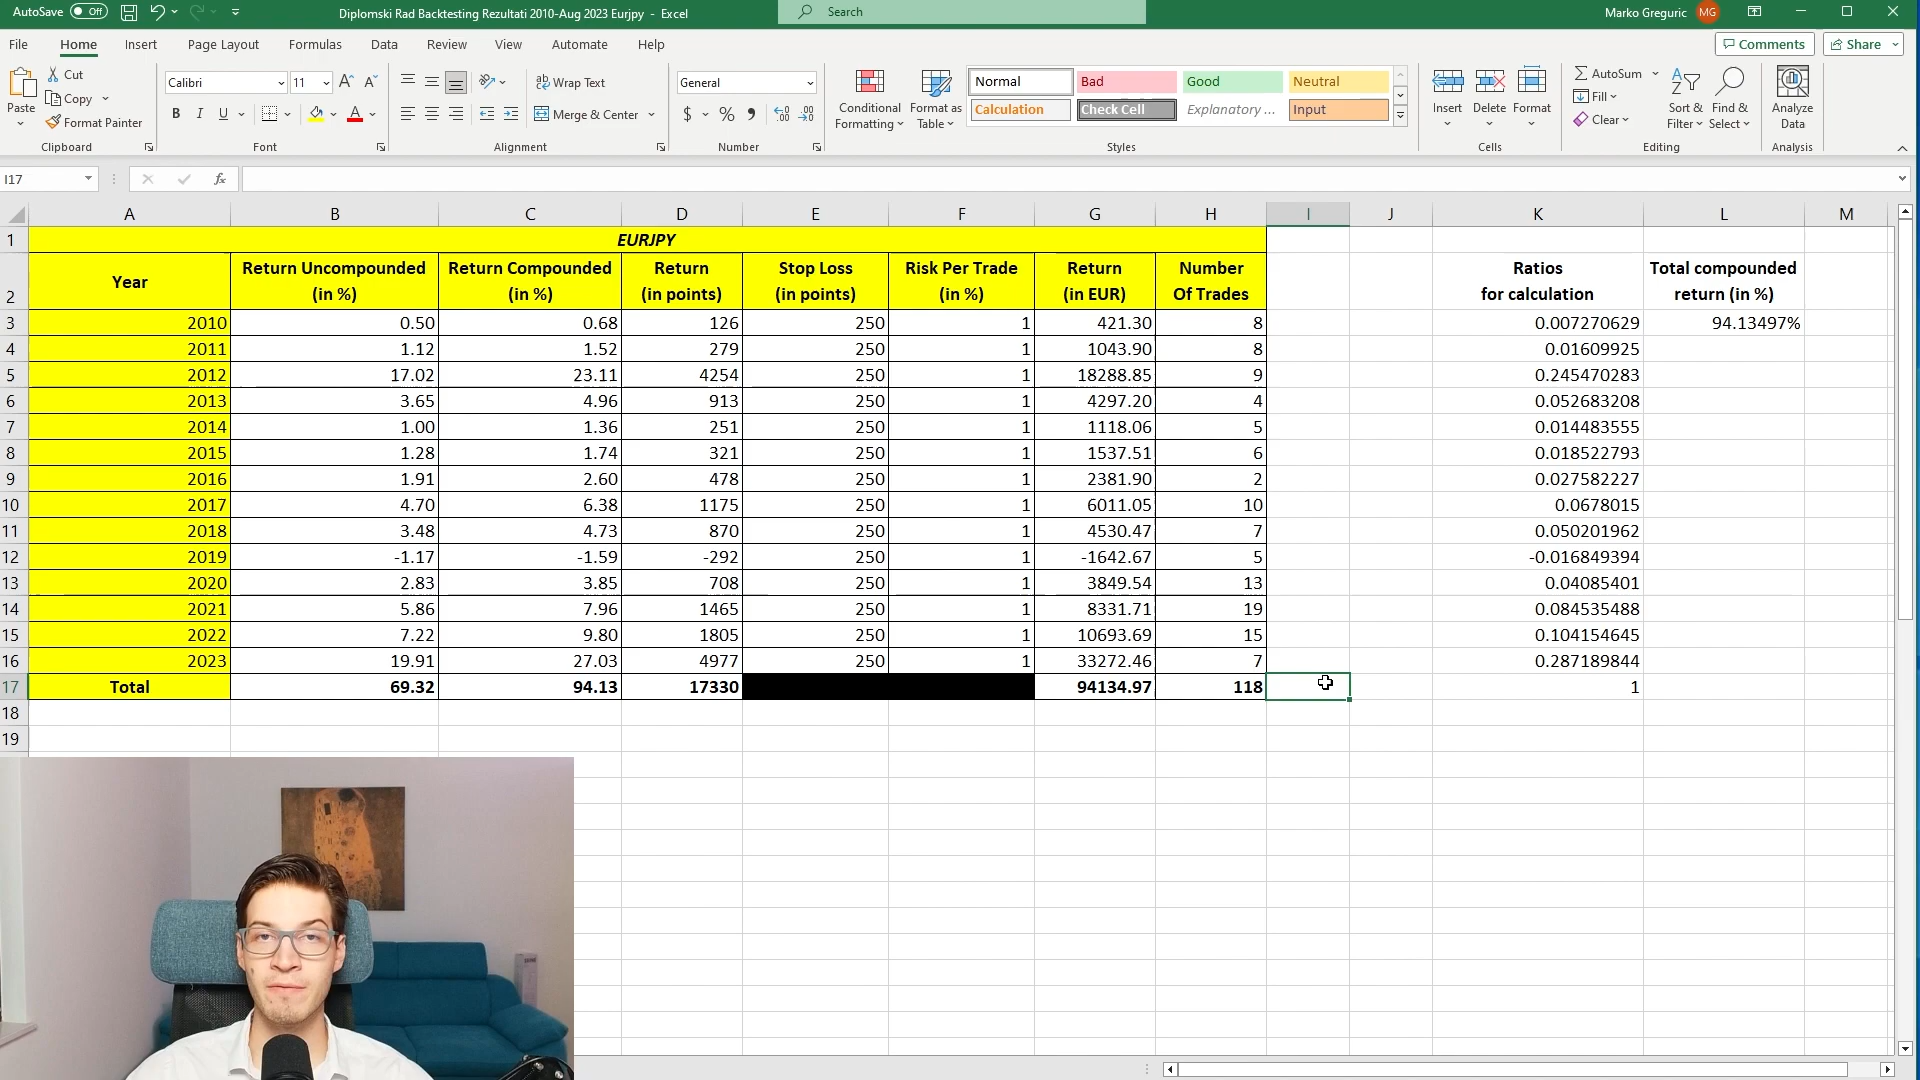 AutoSave Off Diplomski Rad Backtesting Rezultati 2010-Aug 2023 Eurjpy - Excel Search Marko Greguric MG
File Home Insert Page Layout Formulas Data Review View Automate Help Comments Share
Paste Cut Copy Format Painter Clipboard
Calibri 11 B I U A Font
Wrap Text Merge & Center Alignment
General $ % Number
Conditional Formatting Format as Table
Normal Bad Good Neutral
Calculation Check Cell Explanatory ... Input
Styles
Insert Delete Format Cells
AutoSum Fill Clear Sort & Filter Find & Select Editing
Analyze Data Analysis
I17 fx
A B C D E F G H I J K L M
1 EURJPY
2 Year Return Uncompounded (in %) Return Compounded (in %) Return (in points) Stop Loss (in points) Risk Per Trade (in %) Return (in EUR) Number Of Trades Ratios for calculation Total compounded return (in %)
3 2010 0.50 0.68 126 250 1 421.30 8 0.007270629 94.13497%
4 2011 1.12 1.52 279 250 1 1043.90 8 0.01609925
5 2012 17.02 23.11 4254 250 1 18288.85 9 0.245470283
6 2013 3.65 4.96 913 250 1 4297.20 4 0.052683208
7 2014 1.00 1.36 251 250 1 1118.06 5 0.014483555
8 2015 1.28 1.74 321 250 1 1537.51 6 0.018522793
9 2016 1.91 2.60 478 250 1 2381.90 2 0.027582227
10 2017 4.70 6.38 1175 250 1 6011.05 10 0.0678015
11 2018 3.48 4.73 870 250 1 4530.47 7 0.050201962
12 2019 -1.17 -1.59 -292 250 1 -1642.67 5 -0.016849394
13 2020 2.83 3.85 708 250 1 3849.54 13 0.04085401
14 2021 5.86 7.96 1465 250 1 8331.71 19 0.084535488
15 2022 7.22 9.80 1805 250 1 10693.69 15 0.104154645
16 2023 19.91 27.03 4977 250 1 33272.46 7 0.287189844
17 Total 69.32 94.13 17330 94134.97 118 1
18
19